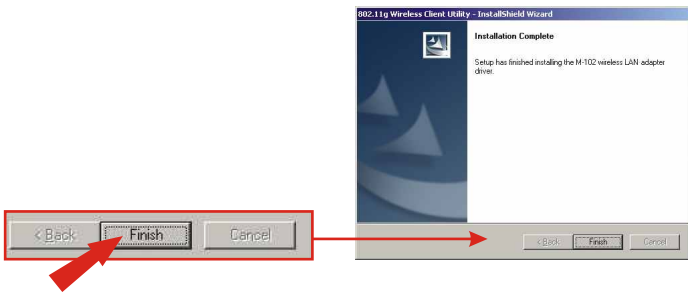 802.11g Wireless Client Utility - InstallShield Wizard
Installation Complete
Setup has finished installing the M-102 wireless LAN adapter
driver.
< Back Finish Cancel
< Back Finish Cancel